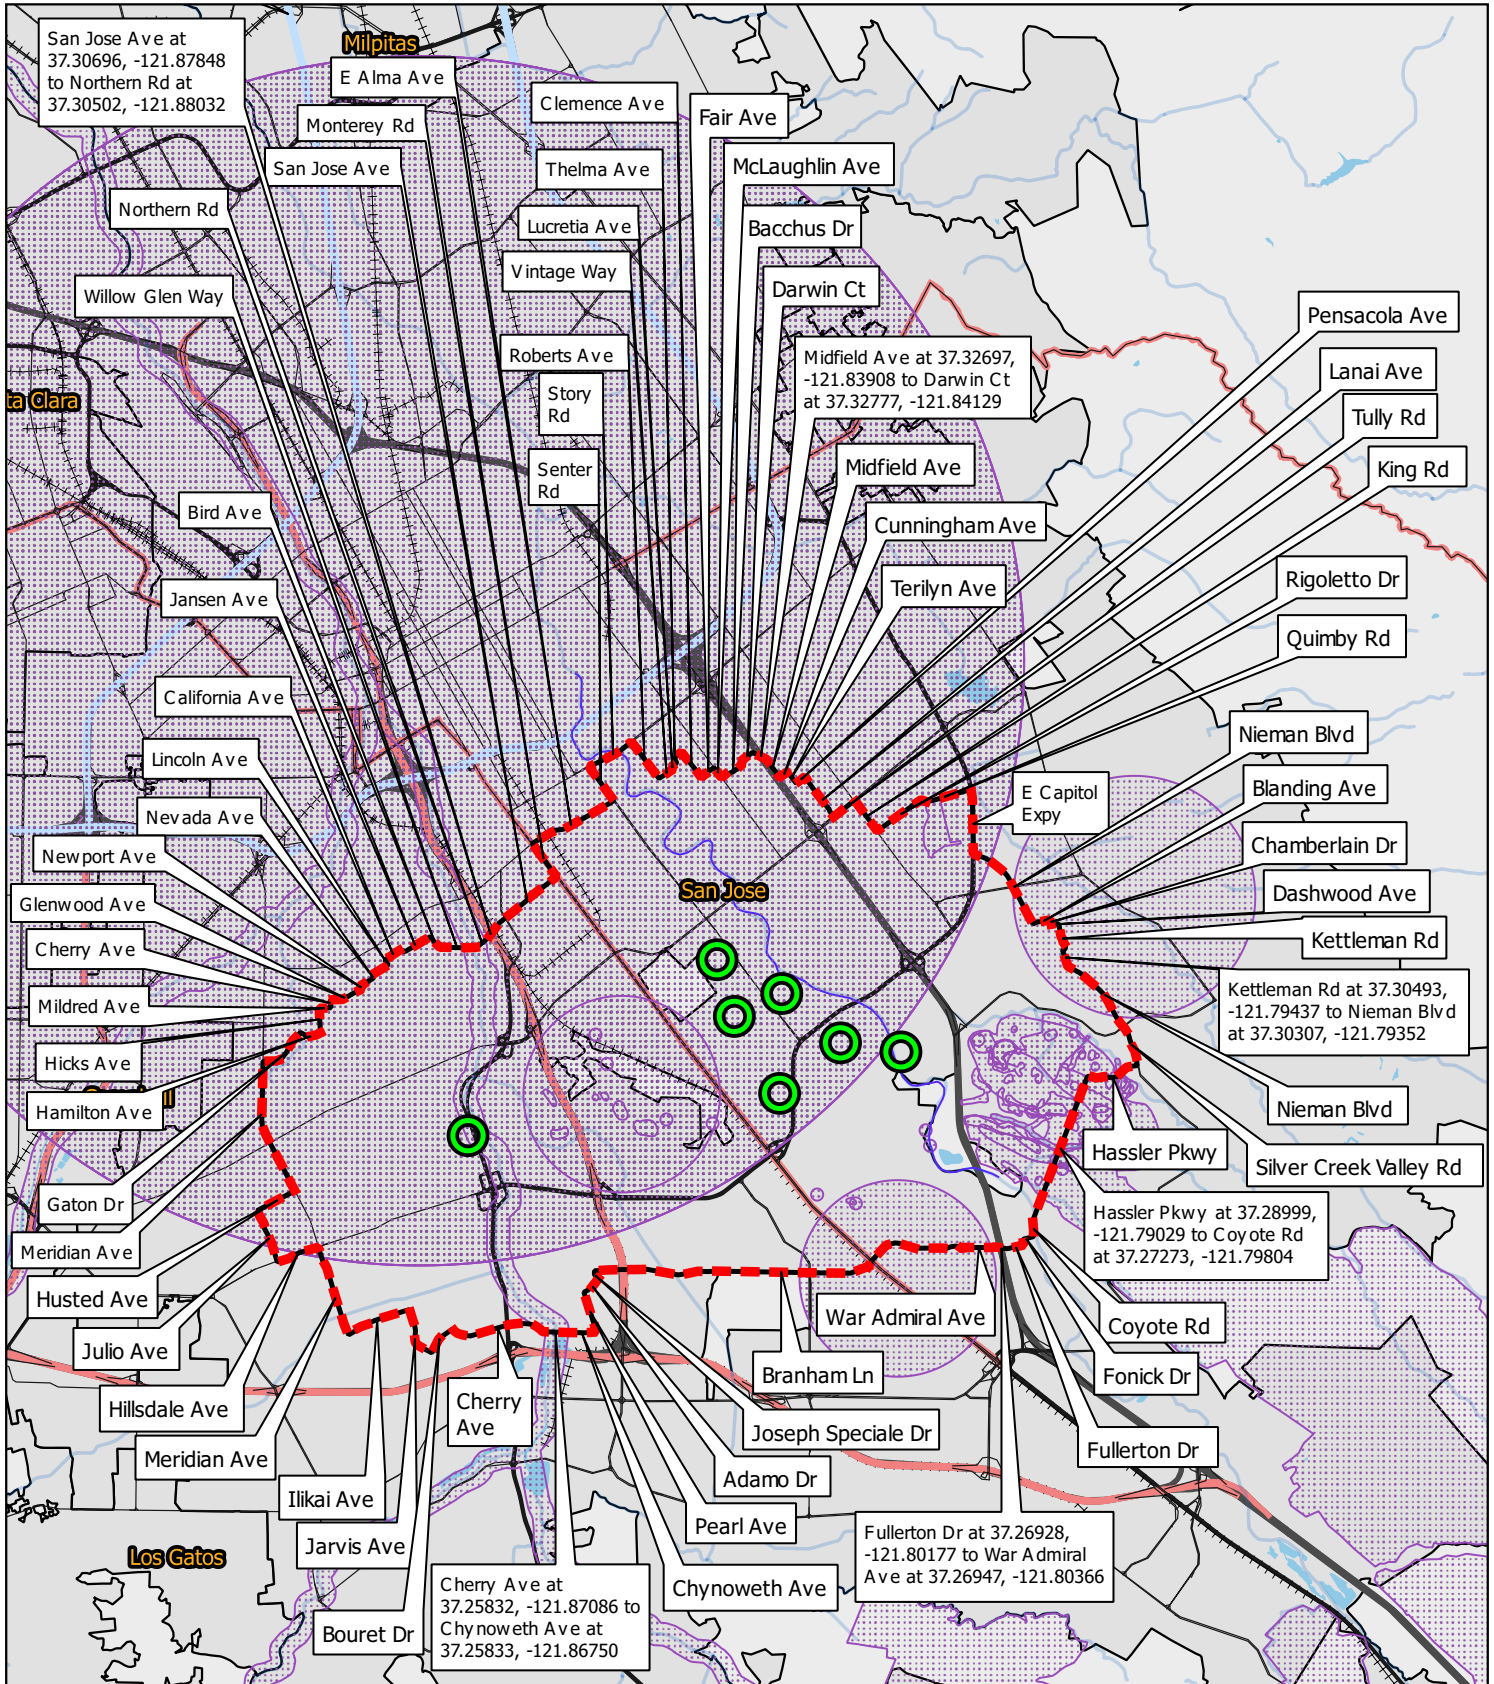 San Jose Ave at
37.30696, -121.87848
to Northern Rd at
37.30502, -121.88032
Milpitas
E Alma Ave
Monterey Rd
San Jose Ave
Northern Rd
Willow Glen Way
Clemence Ave
Fair Ave
Thelma Ave
McLaughlin Ave
Lucretia Ave
Bacchus Dr
Vintage Way
Darwin Ct
Roberts Ave
Story
Rd
Senter
Rd
Midfield Ave at 37.32697,
-121.83908 to Darwin Ct
at 37.32777, -121.84129
Midfield Ave
Cunningham Ave
Terilyn Ave
Pensacola Ave
Lanai Ave
Tully Rd
King Rd
Rigoletto Dr
Quimby Rd
ta Clara
Bird Ave
Jansen Ave
California Ave
Lincoln Ave
Nevada Ave
Newport Ave
Glenwood Ave
Cherry Ave
Mildred Ave
Hicks Ave
Hamilton Ave
Gaton Dr
Meridian Ave
Husted Ave
Julio Ave
Hillsdale Ave
Meridian Ave
Ilikai Ave
Jarvis Ave
Bouret Dr
San Jose
E Capitol
Expy
Nieman Blvd
Blanding Ave
Chamberlain Dr
Dashwood Ave
Kettleman Rd
Kettleman Rd at 37.30493,
-121.79437 to Nieman Blvd
at 37.30307, -121.79352
Nieman Blvd
Silver Creek Valley Rd
Hassler Pkwy
Hassler Pkwy at 37.28999,
-121.79029 to Coyote Rd
at 37.27273, -121.79804
Coyote Rd
Fonick Dr
Fullerton Dr
War Admiral Ave
Branham Ln
Joseph Speciale Dr
Adamo Dr
Pearl Ave
Chynoweth Ave
Cherry
Ave
Fullerton Dr at 37.26928,
-121.80177 to War Admiral
Ave at 37.26947, -121.80366
Cherry Ave at
37.25832, -121.87086 to
Chynoweth Ave at
37.25833, -121.86750
Los Gatos